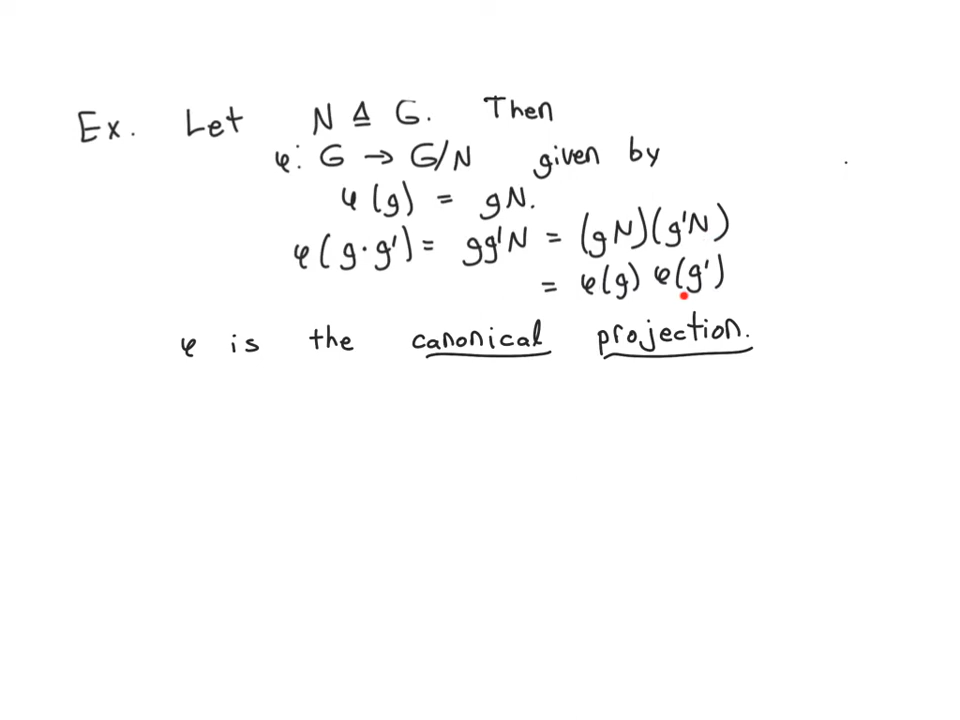 Ex. Let N ⊴ G. Then
φ: G → G/N given by
φ(g) = gN.
φ(g·g') = gg'N = (gN)(g'N)
= φ(g) φ(g')
φ is the canonical projection.